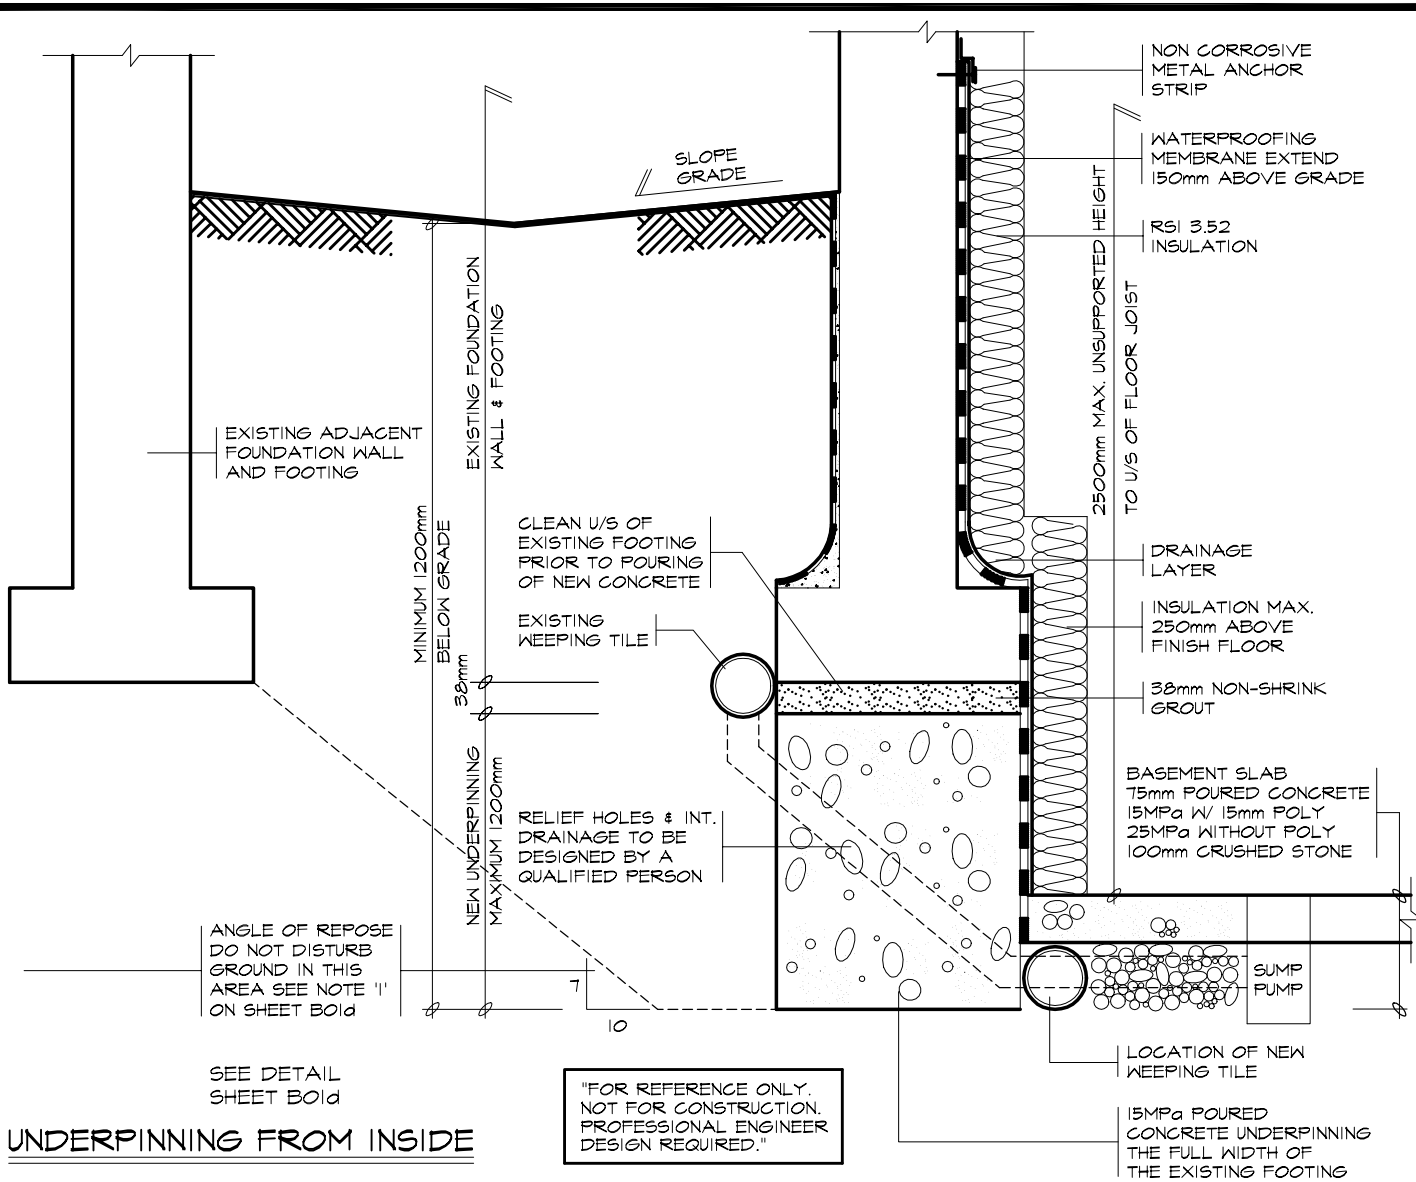 NON CORROSIVE
METAL ANCHOR
STRIP
SLOPE
GRADE
WATERPROOFING
MEMBRANE EXTEND
150mm ABOVE GRADE
RSI 3.52
INSULATION
2500mm MAX. UNSUPPORTED HEIGHT
TO U/S OF FLOOR JOIST
EXISTING FOUNDATION
WALL & FOOTING
EXISTING ADJACENT
FOUNDATION WALL
AND FOOTING
MINIMUM 1200mm
BELOW GRADE
CLEAN U/S OF
EXISTING FOOTING
PRIOR TO POURING
OF NEW CONCRETE
DRAINAGE
LAYER
EXISTING
WEEPING TILE
INSULATION MAX.
250mm ABOVE
FINISH FLOOR
38mm
38mm NON-SHRINK
GROUT
NEW UNDERPINNING
MAXIMUM 1200mm
RELIEF HOLES & INT.
DRAINAGE TO BE
DESIGNED BY A
QUALIFIED PERSON
BASEMENT SLAB
75mm POURED CONCRETE
15MPa W/ 15mm POLY
25MPa WITHOUT POLY
100mm CRUSHED STONE
ANGLE OF REPOSE
DO NOT DISTURB
GROUND IN THIS
AREA SEE NOTE '1'
ON SHEET B01d
7
10
SUMP
PUMP
LOCATION OF NEW
WEEPING TILE
15MPa POURED
CONCRETE UNDERPINNING
THE FULL WIDTH OF
THE EXISTING FOOTING
SEE DETAIL
SHEET B01d
UNDERPINNING FROM INSIDE
"FOR REFERENCE ONLY.
NOT FOR CONSTRUCTION.
PROFESSIONAL ENGINEER
DESIGN REQUIRED."